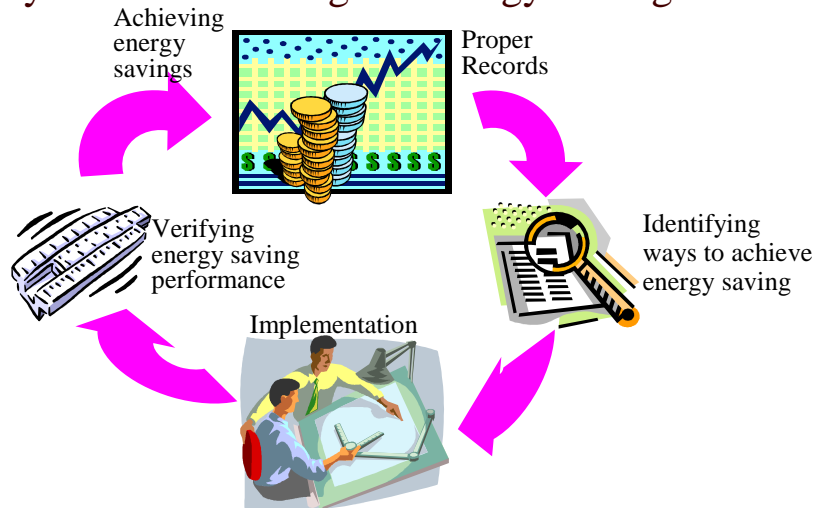 Achieving
energy
savings
Proper
Records
Identifying
ways to achieve
energy saving
Verifying
energy saving
performance
Implementation
$ $ $ $ $ $ $